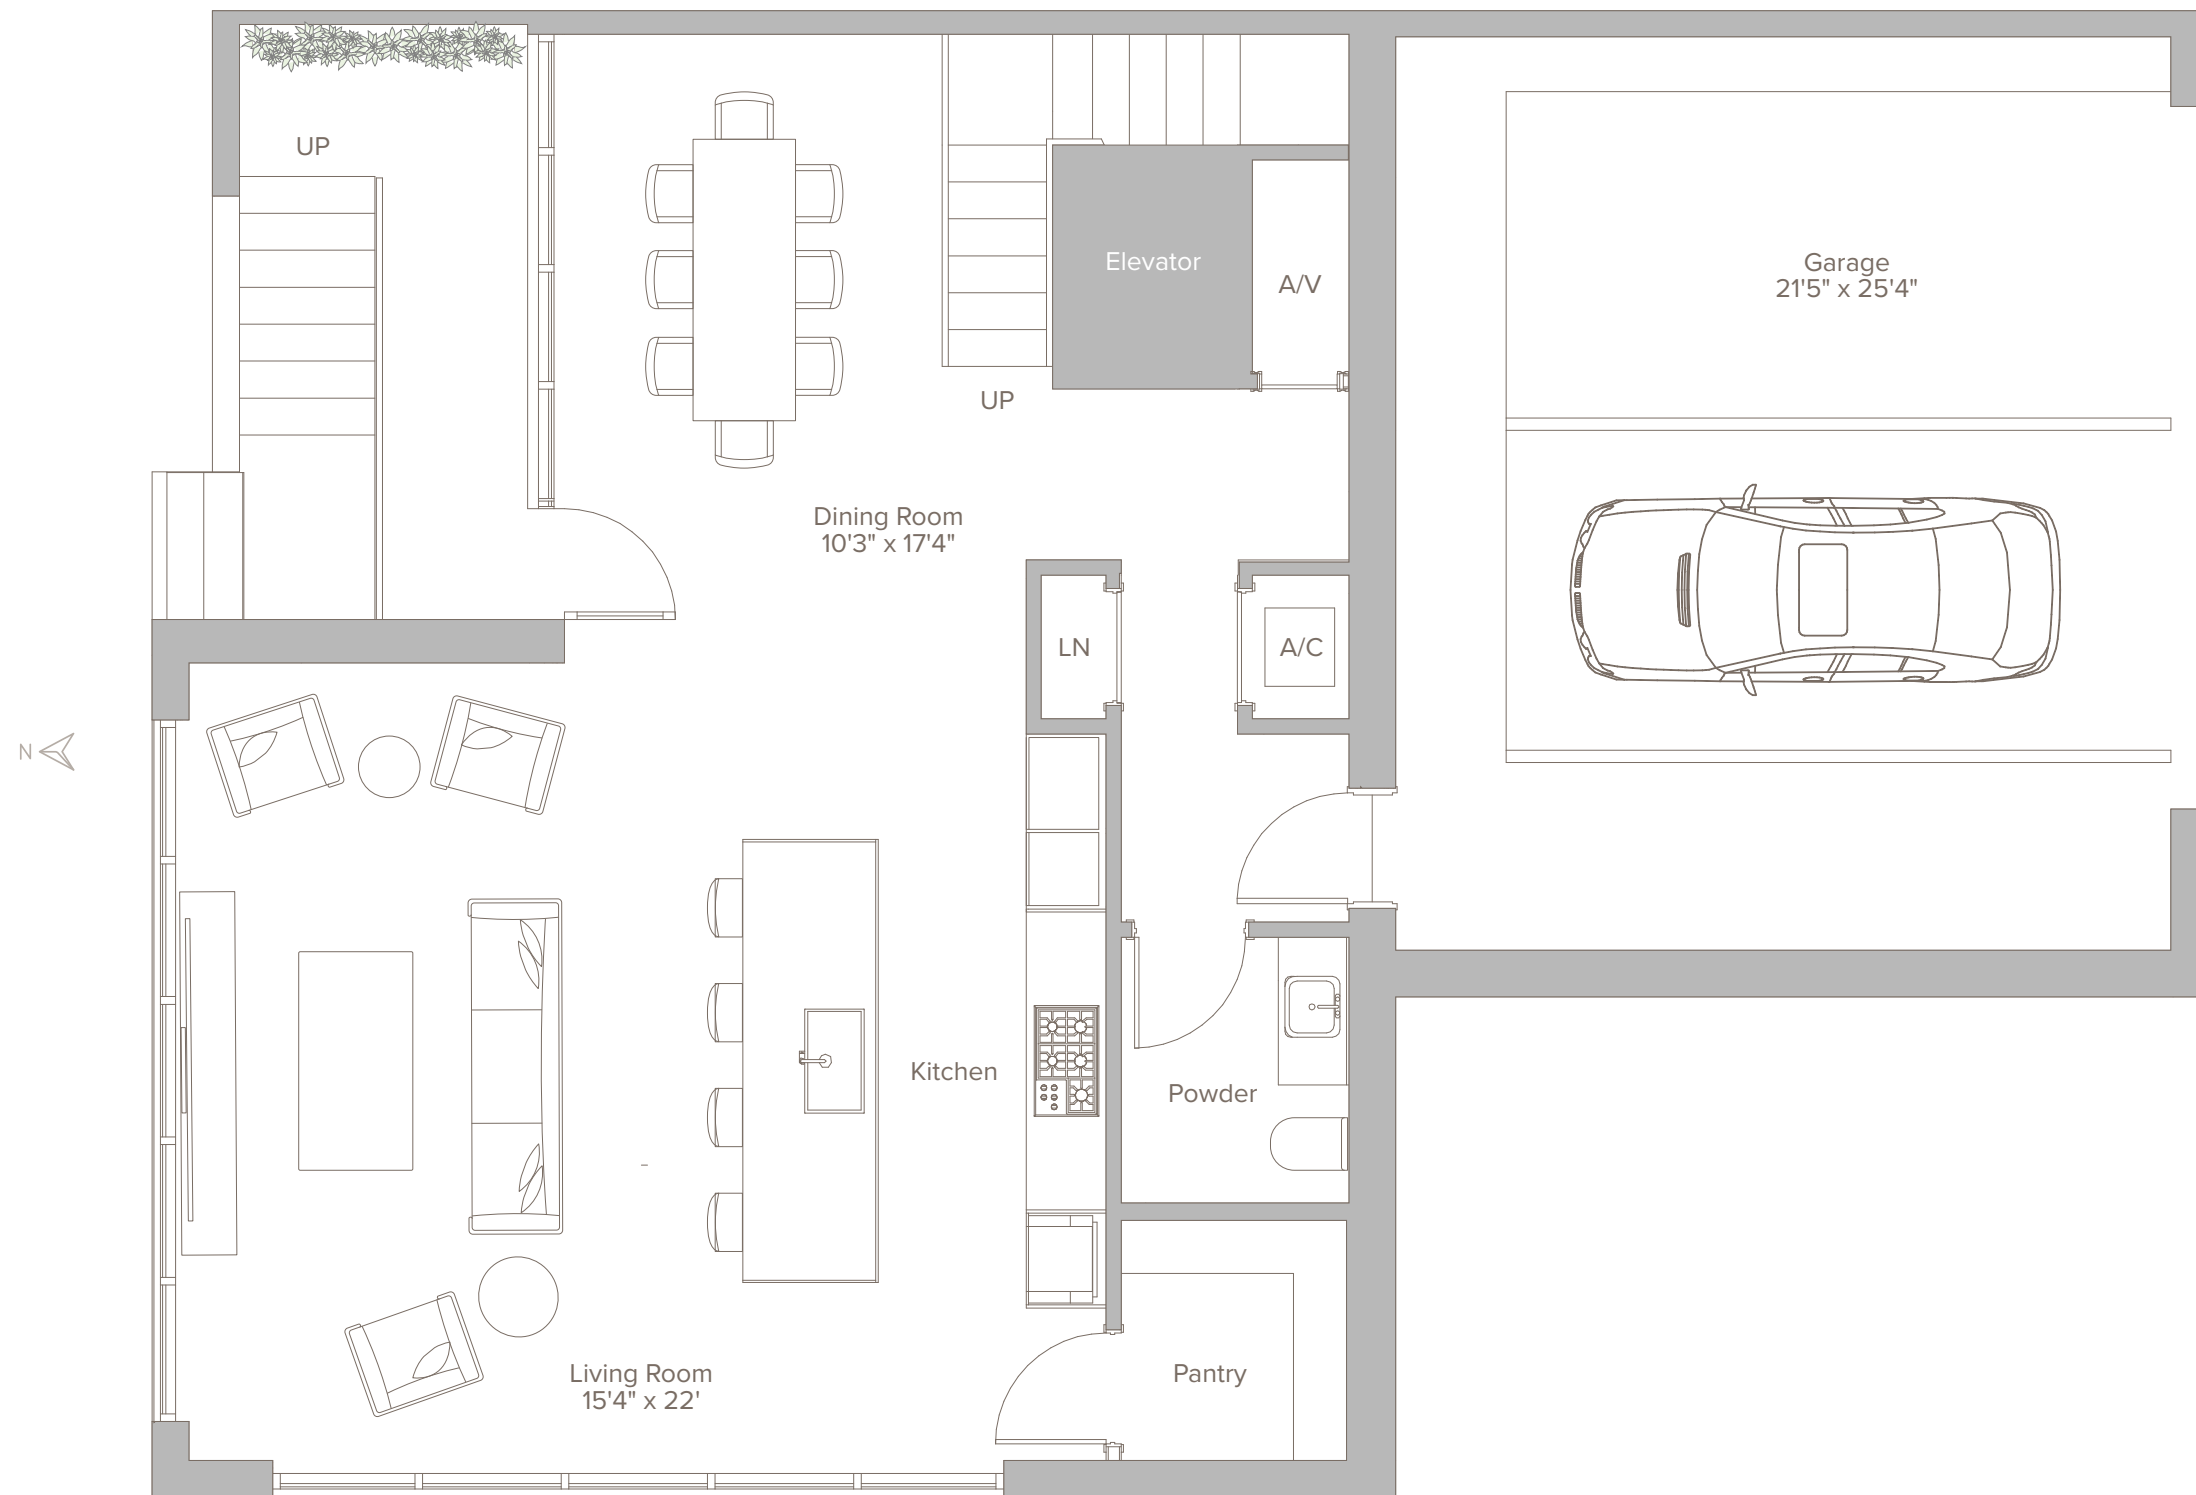 UP
Elevator
A/V
Garage
21'5" x 25'4"
UP
Dining Room
10'3" x 17'4"
LN
A/C
N
Kitchen
Powder
Living Room
15'4" x 22'
Pantry